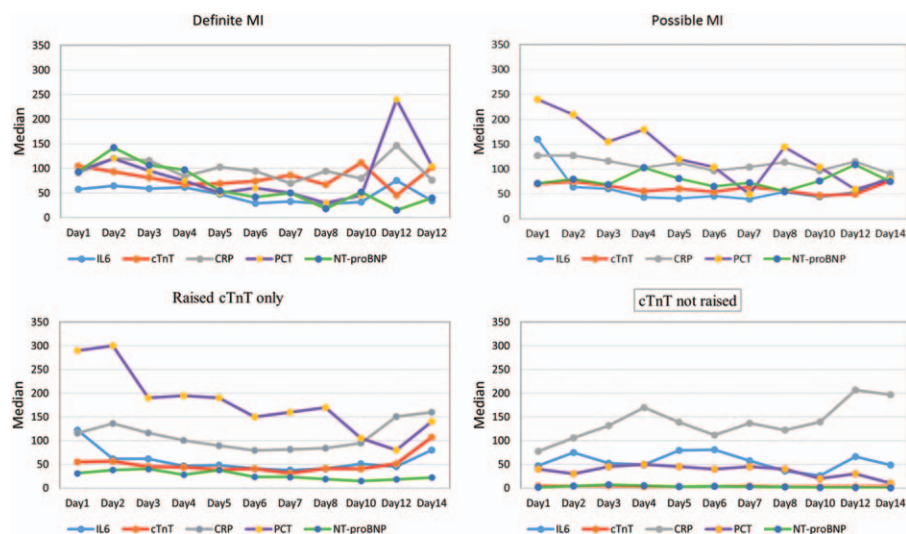 Definite MI
350
300
250
200
150
100
50
0
Median
Day1 Day2 Day3 Day4 Day5 Day6 Day7 Day8 Day10 Day12 Day12
IL6 cTnT CRP PCT NT-proBNP
Possible MI
350
300
250
200
150
100
50
0
Median
Day1 Day2 Day3 Day4 Day5 Day6 Day7 Day8 Day10 Day12 Day14
IL6 cTnT CRP PCT NT-proBNP
Raised cTnT only
350
300
250
200
150
100
50
0
Median
Day1 Day2 Day3 Day4 Day5 Day6 Day7 Day8 Day10 Day12 Day14
IL6 cTnT CRP PCT NT-proBNP
cTnT not raised
350
300
250
200
150
100
50
0
Median
Day1 Day2 Day3 Day4 Day5 Day6 Day7 Day8 Day10 Day12 Day14
IL6 cTnT CRP PCT NT-proBNP